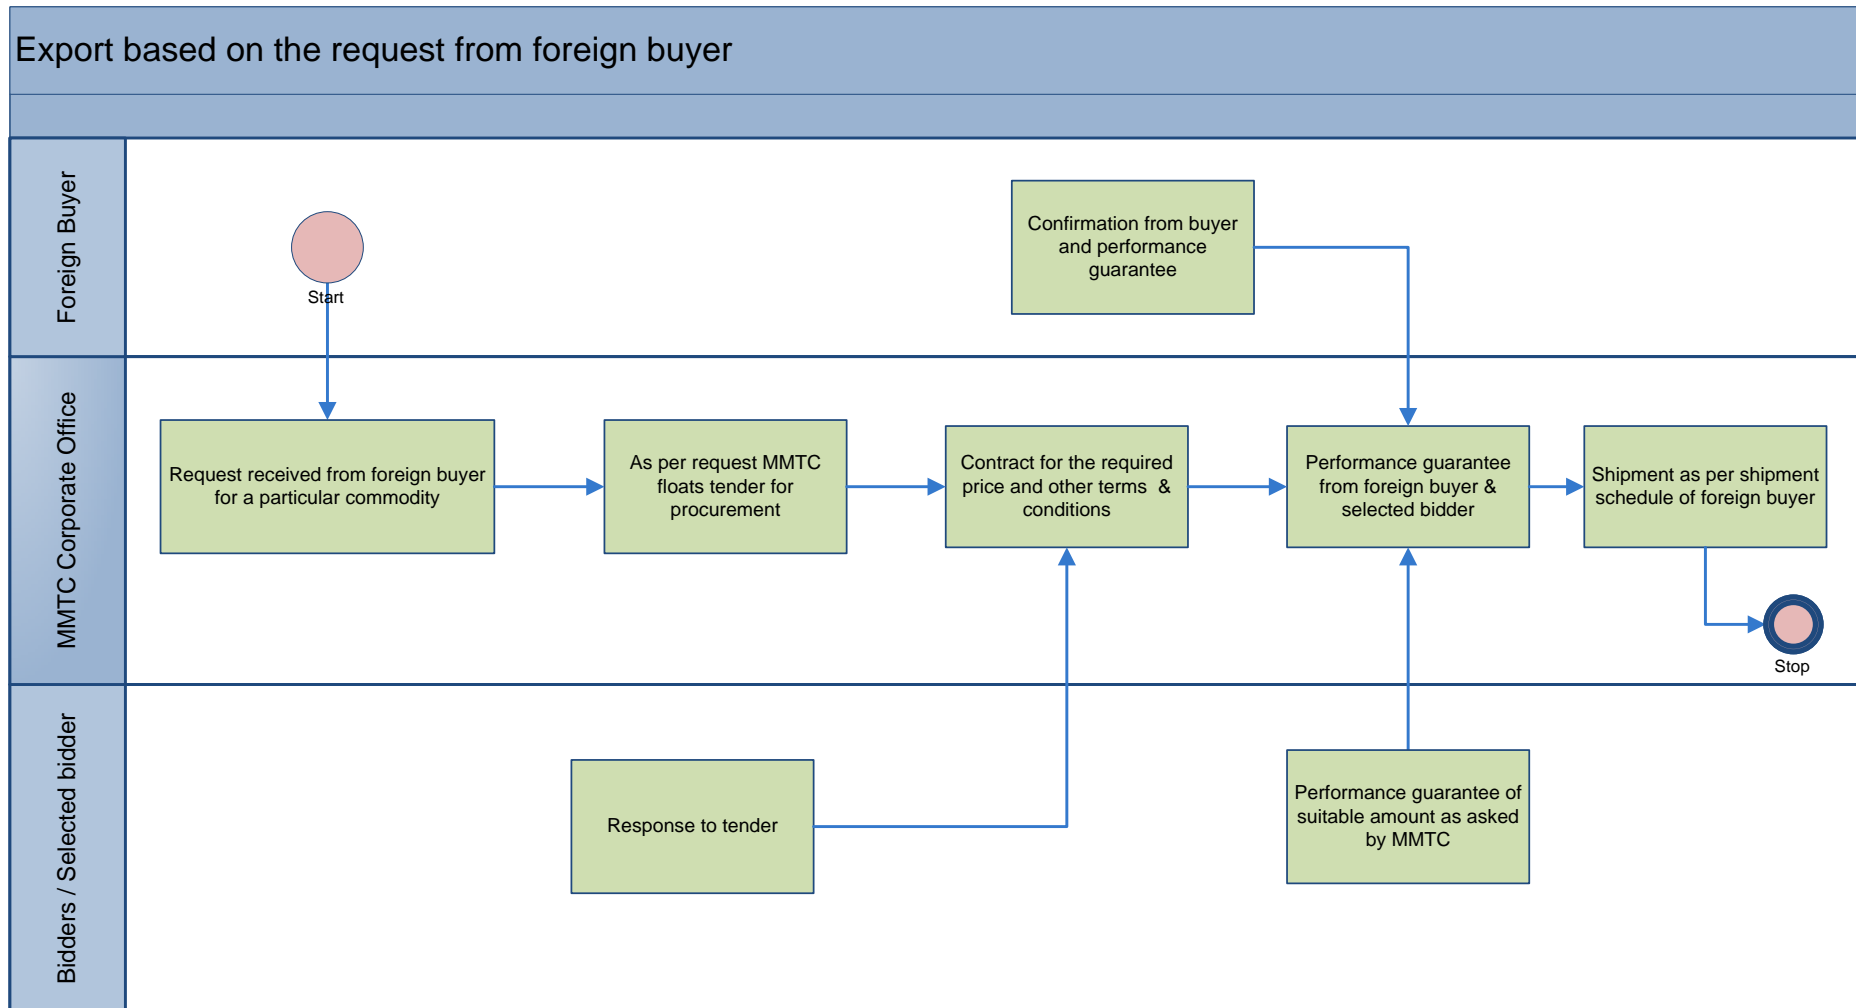 Export based on the request from foreign buyer
Foreign Buyer
Start
Confirmation from buyer
and performance
guarantee
MMTC Corporate Office
Request received from foreign buyer
for a particular commodity
As per request MMTC
floats tender for
procurement
Contract for the required
price and other terms & 
conditions
Performance guarantee
from foreign buyer &
selected bidder
Shipment as per shipment
schedule of foreign buyer
Stop
Bidders / Selected bidder
Response to tender
Performance guarantee of
suitable amount as asked
by MMTC